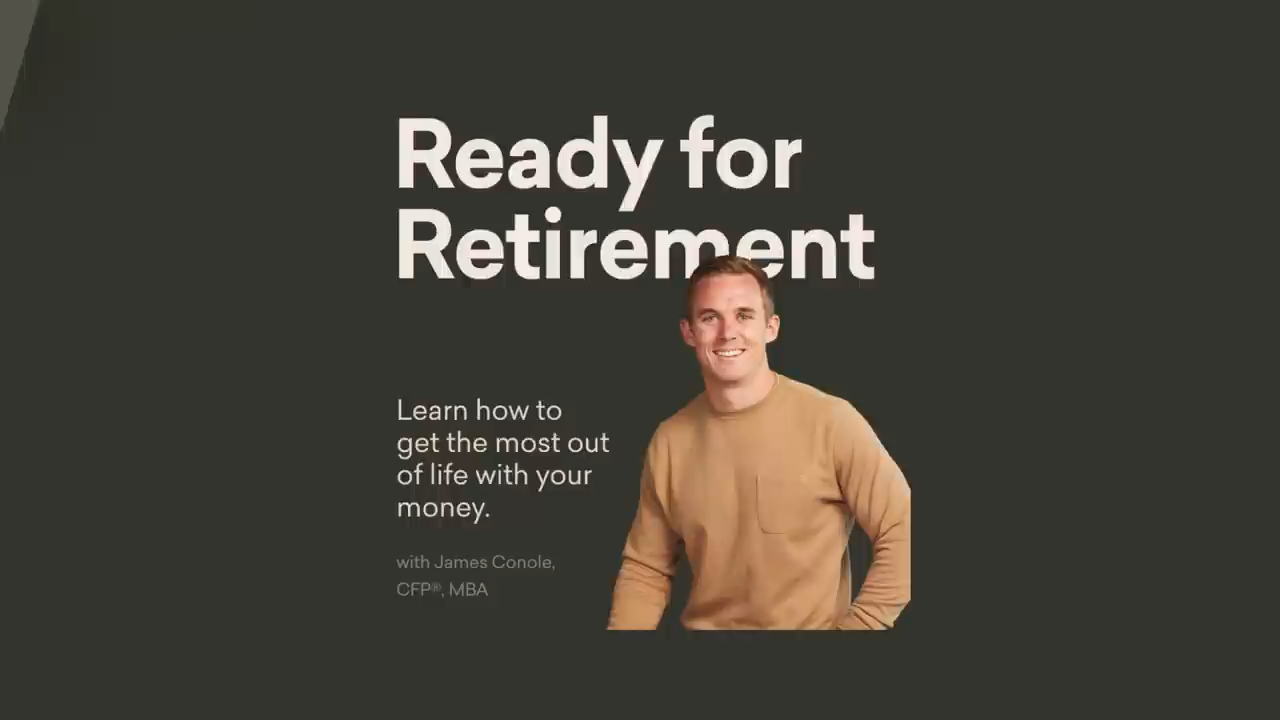 Ready for
Retirement
Learn how to
get the most out
of life with your
money.
with James Conole,
CFP®, MBA